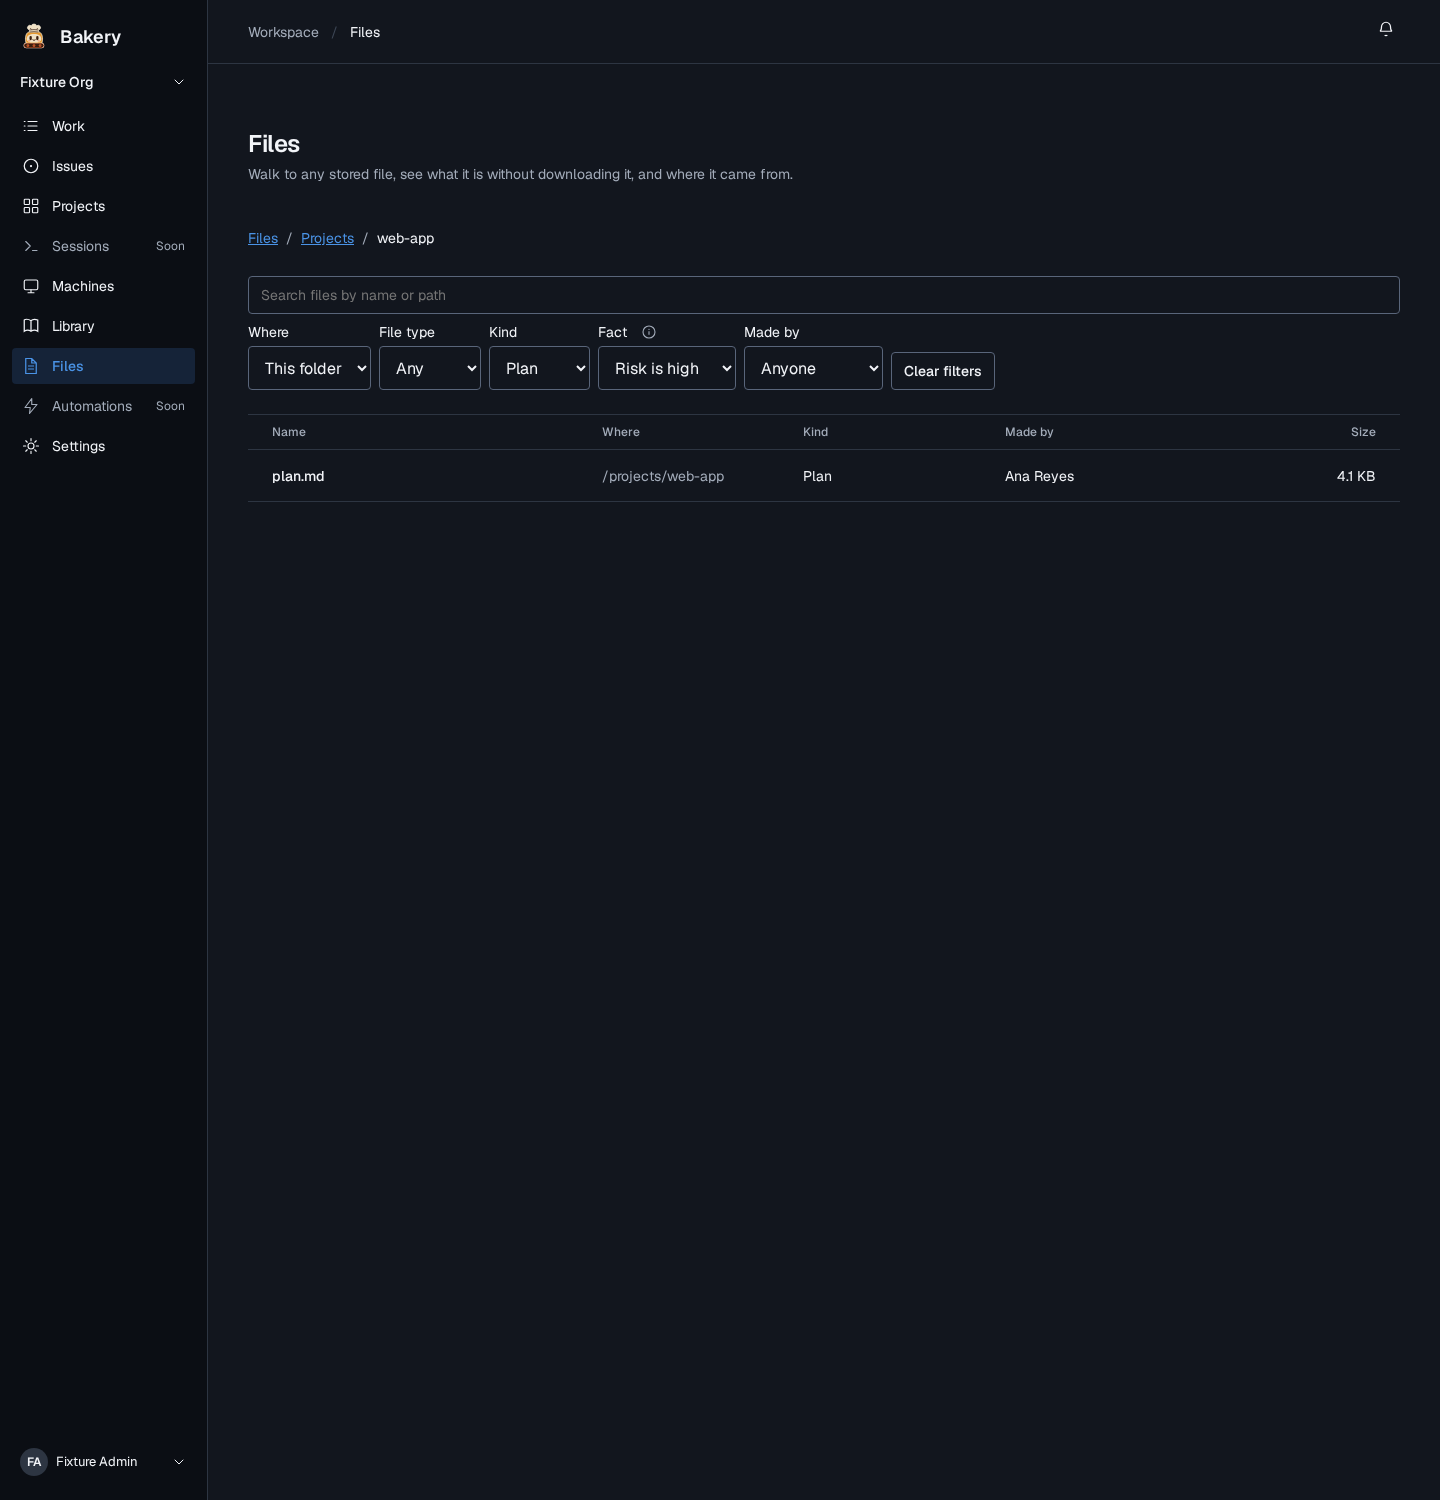 Bakery
Fixture Org
Work
Issues
Projects
Sessions Soon
Machines
Library
Files
Automations Soon
Settings
FA Fixture Admin
Workspace / Files
Files
Walk to any stored file, see what it is without downloading it, and where it came from.
Files / Projects / web-app
Search files by name or path
Where File type Kind Fact Made by
This folder Any Plan Risk is high Anyone Clear filters
Name Where Kind Made by Size
plan.md /projects/web-app Plan Ana Reyes 4.1 KB